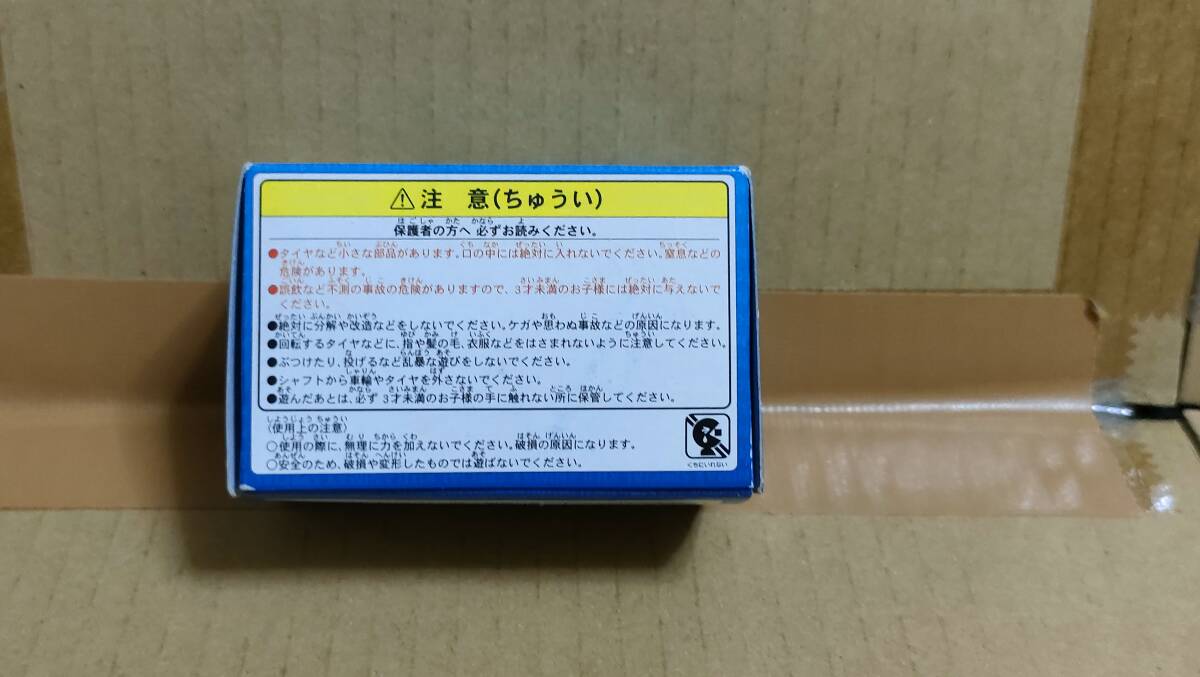 ⚠注 意(ちゅうい)
保護者の方へ 必ずお読みください。
●タイヤなど小さな部品があります。口の中には絶対に入れないでください。窒息などの
危険があります。
●誤飲など不測の事故の危険がありますので、3才未満のお子様には絶対に与えないで
ください。
●絶対に分解や改造などをしないでください。ケガや思わぬ事故などの原因になります。
●回転するタイヤなどに、指や髪の毛、衣服などをはさまれないように注意してください。
●ぶつけたり、投げるなど乱暴な遊びをしないでください。
●シャフトから車輪やタイヤを外さないでください。
●遊んだあとは、必ず 3才未満のお子様の手に触れない所に保管してください。
〈使用上の注意〉
○使用の際に、無理に力を加えないでください。破損の原因になります。
○安全のため、破損や変形したものでは遊ばないでください。
くちにいれない